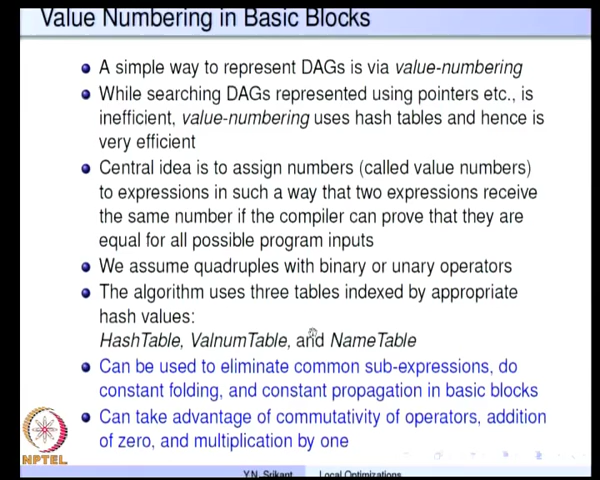 Value Numbering in Basic Blocks
A simple way to represent DAGs is via value-numbering
While searching DAGs represented using pointers etc., is
inefficient, value-numbering uses hash tables and hence is
very efficient
Central idea is to assign numbers (called value numbers)
to expressions in such a way that two expressions receive
the same number if the compiler can prove that they are
equal for all possible program inputs
We assume quadruples with binary or unary operators
The algorithm uses three tables indexed by appropriate
hash values:
HashTable, ValnumTable, and NameTable
Can be used to eliminate common sub-expressions, do
constant folding, and constant propagation in basic blocks
Can take advantage of commutativity of operators, addition
of zero, and multiplication by one
NPTEL
Y.N. Srikant Local Optimizations